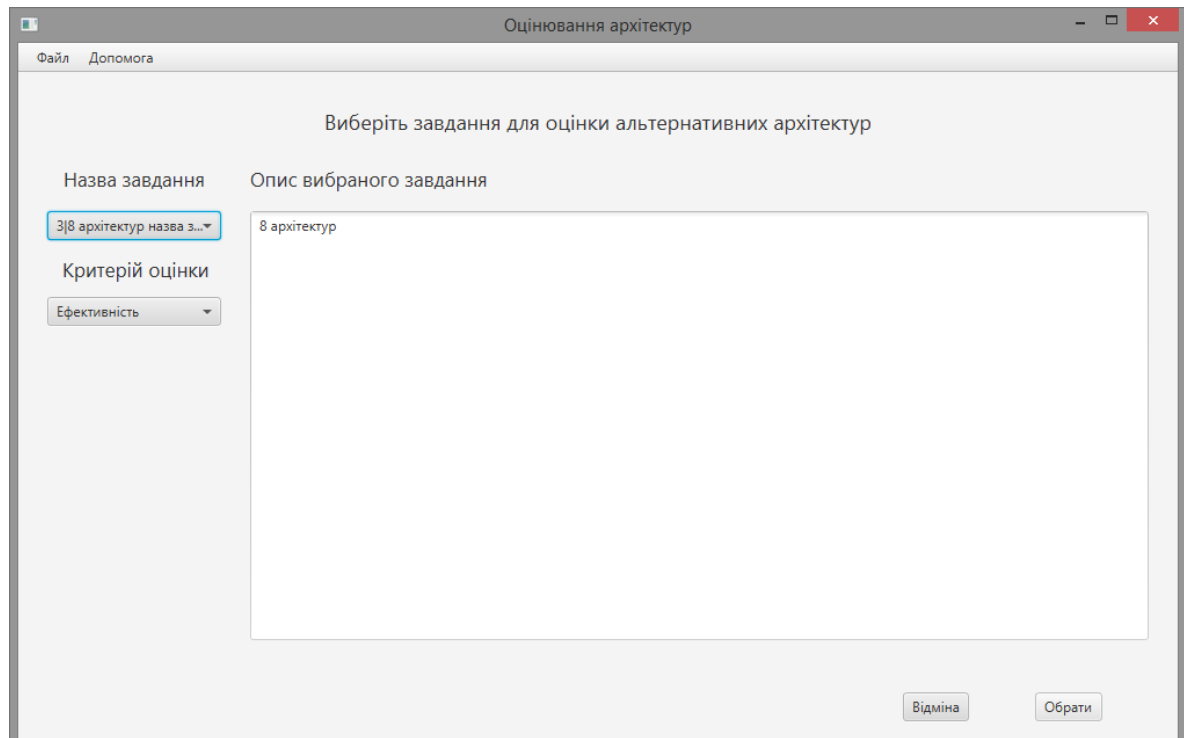 Оцінювання архітектур
Файл Допомога
Виберіть завдання для оцінки альтернативних архітектур
Назва завдання
Опис вибраного завдання
3|8 архітектур назва з...
8 архітектур
Критерій оцінки
Ефективність
Відміна
Обрати